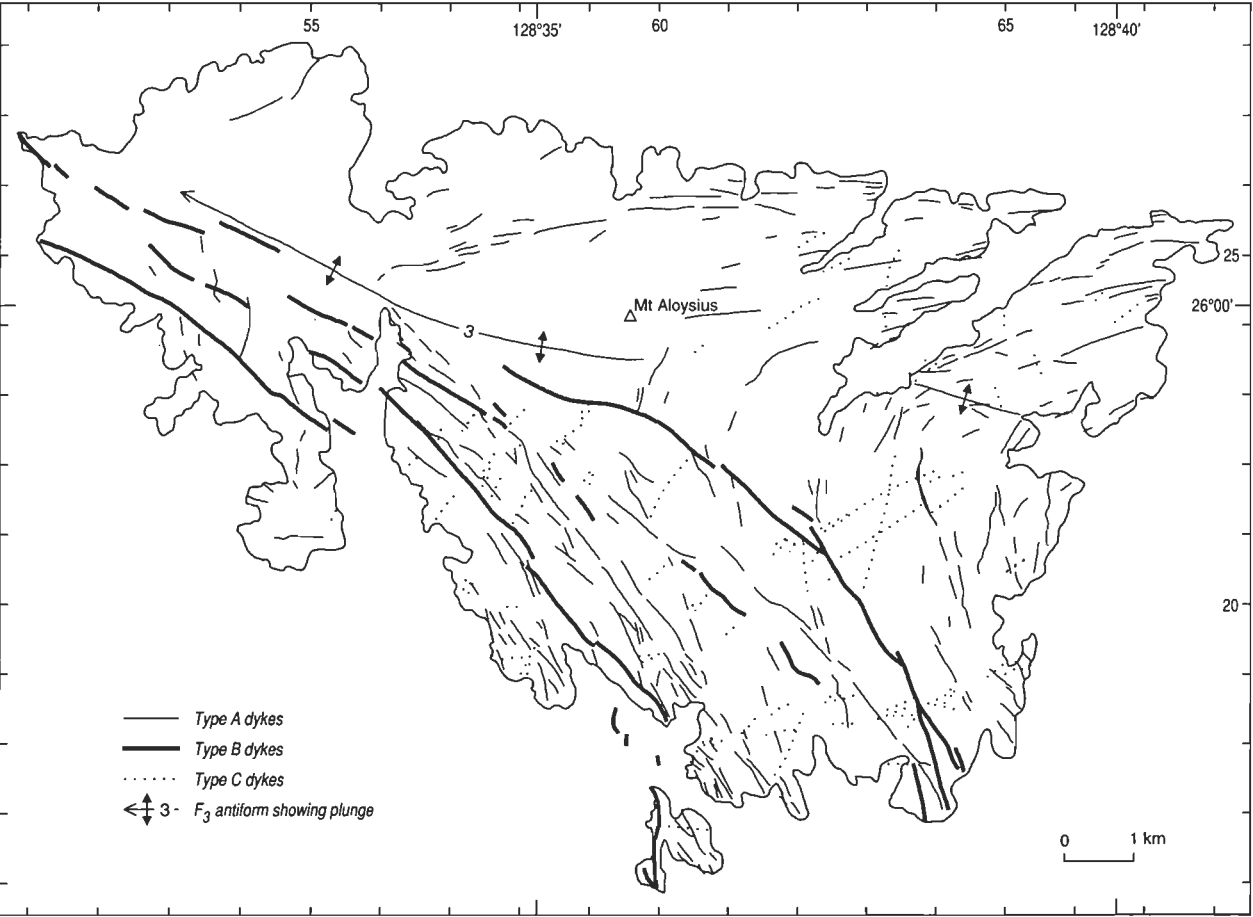 55
128°35'
60
65
128°40'
25
Mt Aloysius
26°00'
3
20
Type A dykes
Type B dykes
Type C dykes
3 - F3 antiform showing plunge
0 1 km